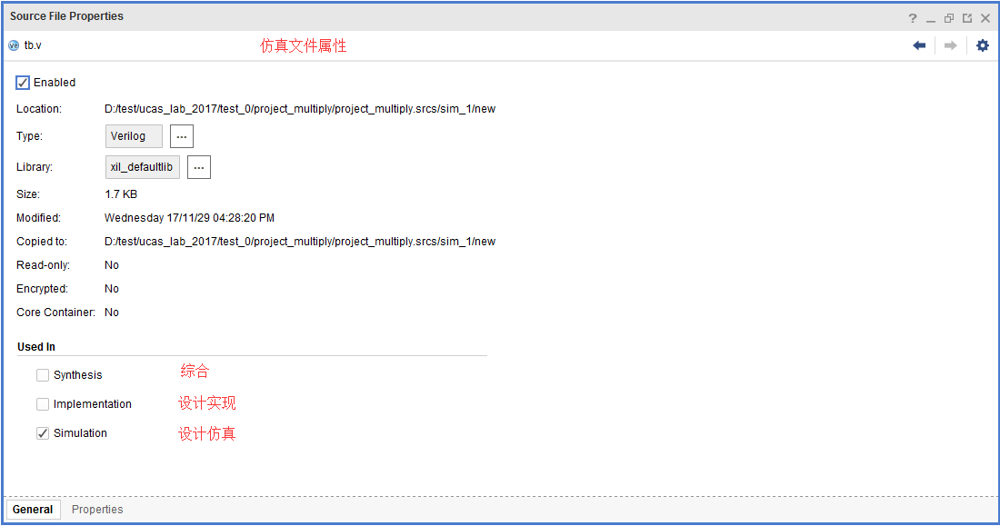 Source File Properties
tb.v 仿真文件属性
Enabled
Location: D:/test/ucas_lab_2017/test_0/project_multiply/project_multiply.srcs/sim_1/new
Type: Verilog ...
Library: xil_defaultlib ...
Size: 1.7 KB
Modified: Wednesday 17/11/29 04:28:20 PM
Copied to: D:/test/ucas_lab_2017/test_0/project_multiply/project_multiply.srcs/sim_1/new
Read-only: No
Encrypted: No
Core Container: No
Used In
Synthesis 综合
Implementation 设计实现
Simulation 设计仿真
General Properties